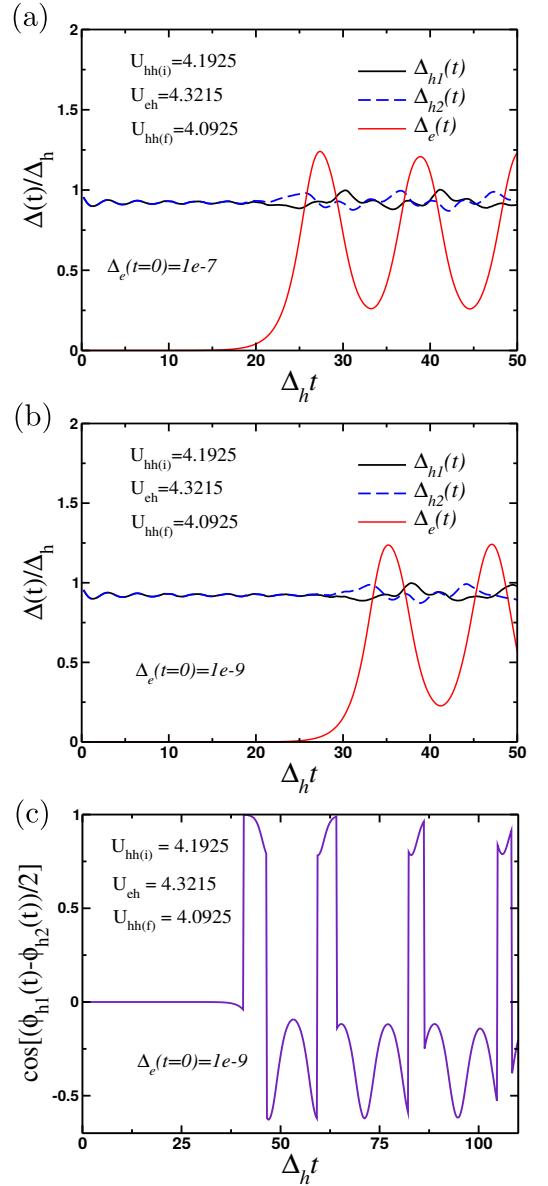 (a)
2
1.5
1
0.5
0
Δ(t)/Δ_h
U_hh(i)=4.1925
U_eh=4.3215
U_hh(f)=4.0925
Δ_h1(t)
Δ_h2(t)
Δ_e(t)
Δ_e(t=0)=1e-7
0 10 20 30 40 50
Δ_h t
(b)
2
1.5
1
0.5
0
Δ(t)/Δ_h
U_hh(i)=4.1925
U_eh=4.3215
U_hh(f)=4.0925
Δ_h1(t)
Δ_h2(t)
Δ_e(t)
Δ_e(t=0)=1e-9
0 10 20 30 40 50
Δ_h t
(c)
1
0.5
0
-0.5
cos[(ϕ_h1(t)-ϕ_h2(t))/2]
U_hh(i) = 4.1925
U_eh = 4.3215
U_hh(f) = 4.0925
Δ_e(t=0)=1e-9
0 25 50 75 100
Δ_h t